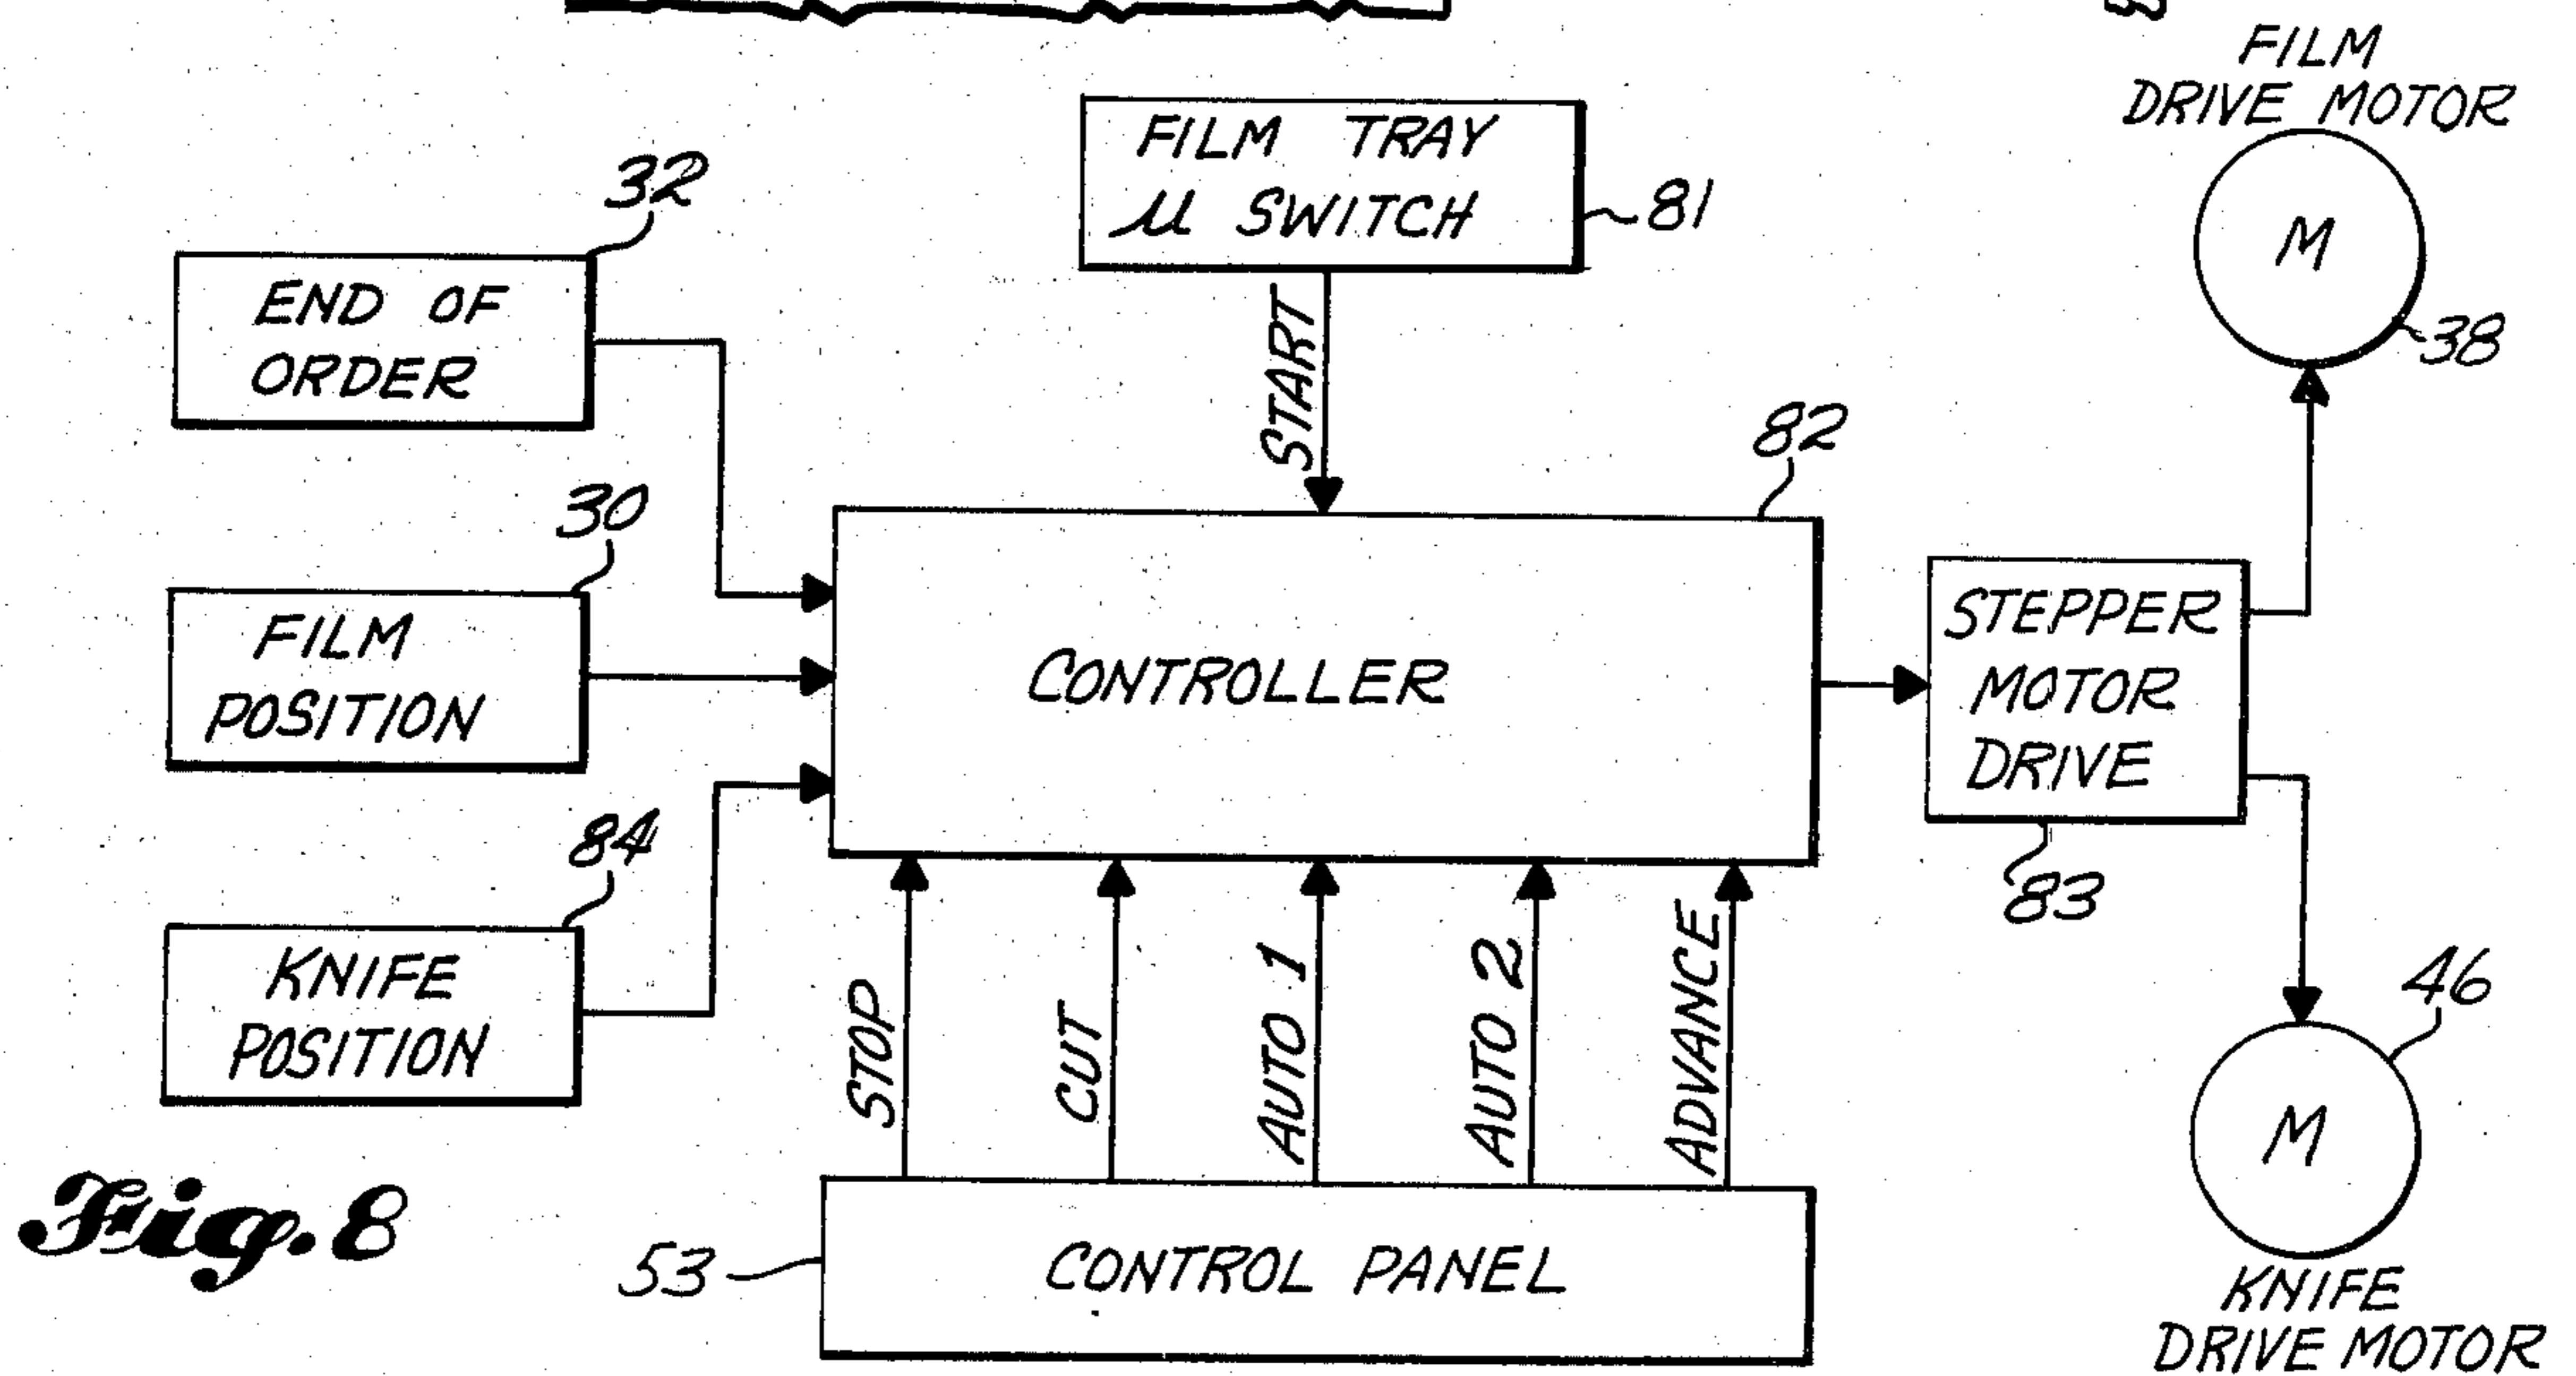 FILM
DRIVE MOTOR
M
38
FILM TRAY
μ SWITCH
81
START
32
END OF
ORDER
30
FILM
POSITION
84
KNIFE
POSITION
82
CONTROLLER
STEPPER
MOTOR
DRIVE
83
STOP
CUT
AUTO 1
AUTO 2
ADVANCE
46
M
KNIFE
DRIVE MOTOR
53
CONTROL PANEL
Fig. 8